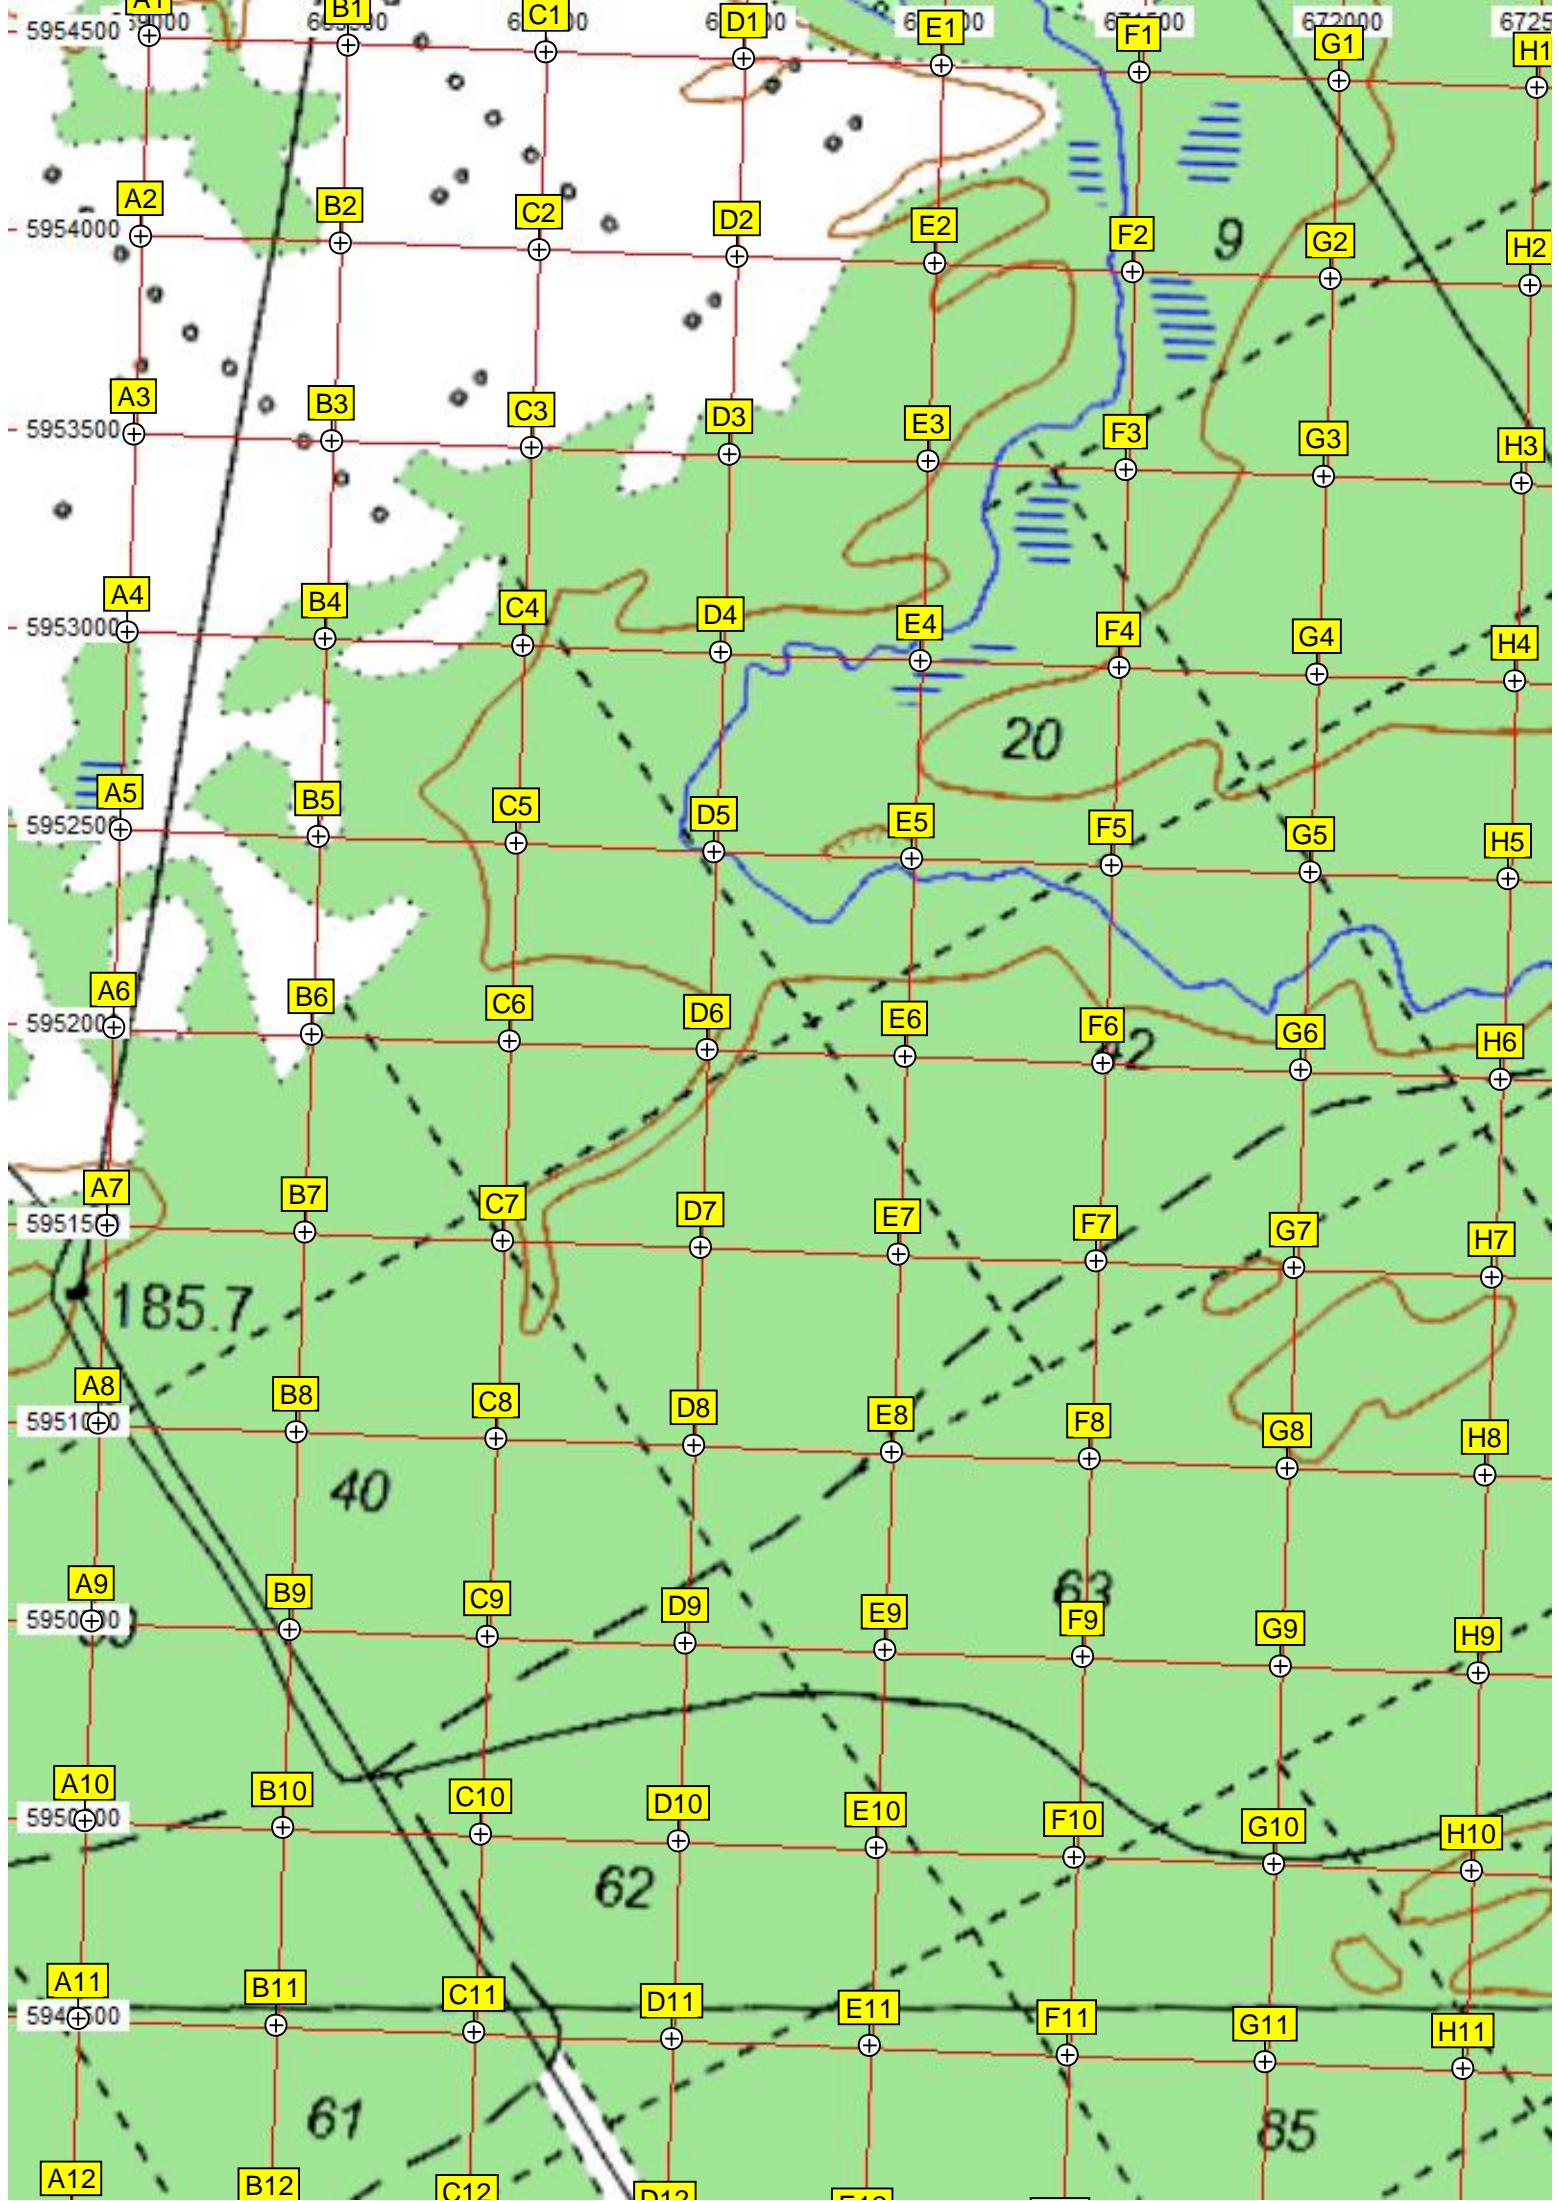 A1 B1 C1 D1 E1 F1 G1 H1
5954500 672000
A2 B2 C2 D2 E2 F2 G2 H2
5954000 9
A3 B3 C3 D3 E3 F3 G3 H3
5953500
A4 B4 C4 D4 E4 F4 G4 H4
5953000
20
A5 B5 C5 D5 E5 F5 G5 H5
5952500
A6 B6 C6 D6 E6 F6 G6 H6
A7 B7 C7 D7 E7 F7 G7 H7
185.7
A8 B8 C8 D8 E8 F8 G8 H8
40
63
A9 B9 C9 D9 E9 F9 G9 H9
A10 B10 C10 D10 E10 F10 G10 H10
62
A11 B11 C11 D11 E11 F11 G11 H11
61 85
A12 B12 C12 D12